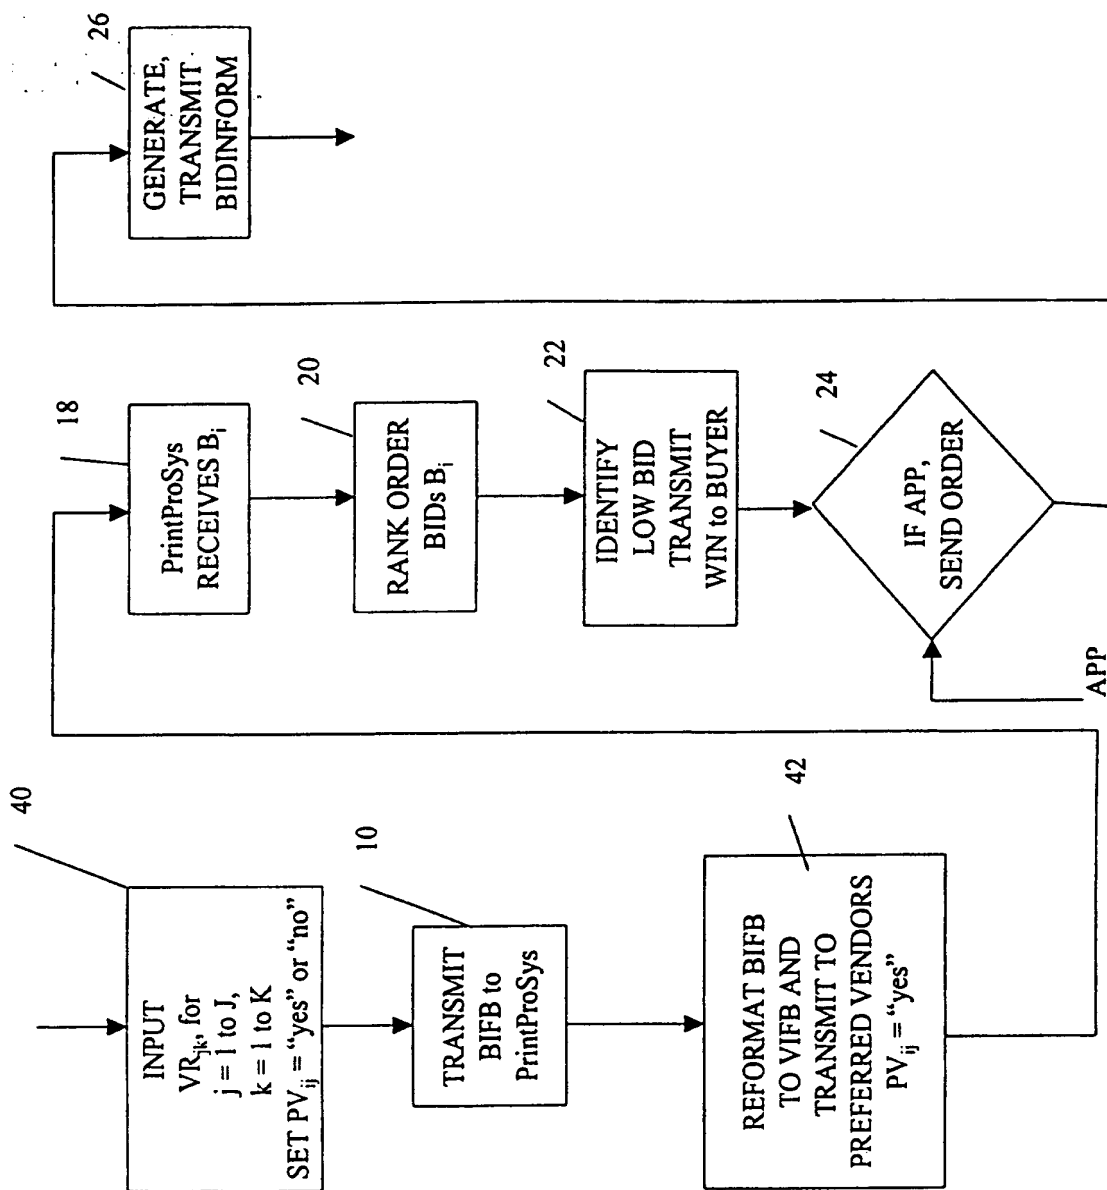 40
INPUT
VR_jk, for
j = 1 to J,
k = 1 to K
SET PV_ij = “yes” or “no”
10
TRANSMIT
BIFB to
PrintProSys
42
REFORMAT BIFB
TO VIFB AND
TRANSMIT TO
PREFERRED VENDORS
PV_ij = “yes”
18
PrintProSys
RECEIVES B_i
20
RANK ORDER
BIDs B_i
22
IDENTIFY
LOW BID
TRANSMIT
WIN to BUYER
24
IF APP,
SEND ORDER
APP
26
GENERATE,
TRANSMIT
BIDINFORM